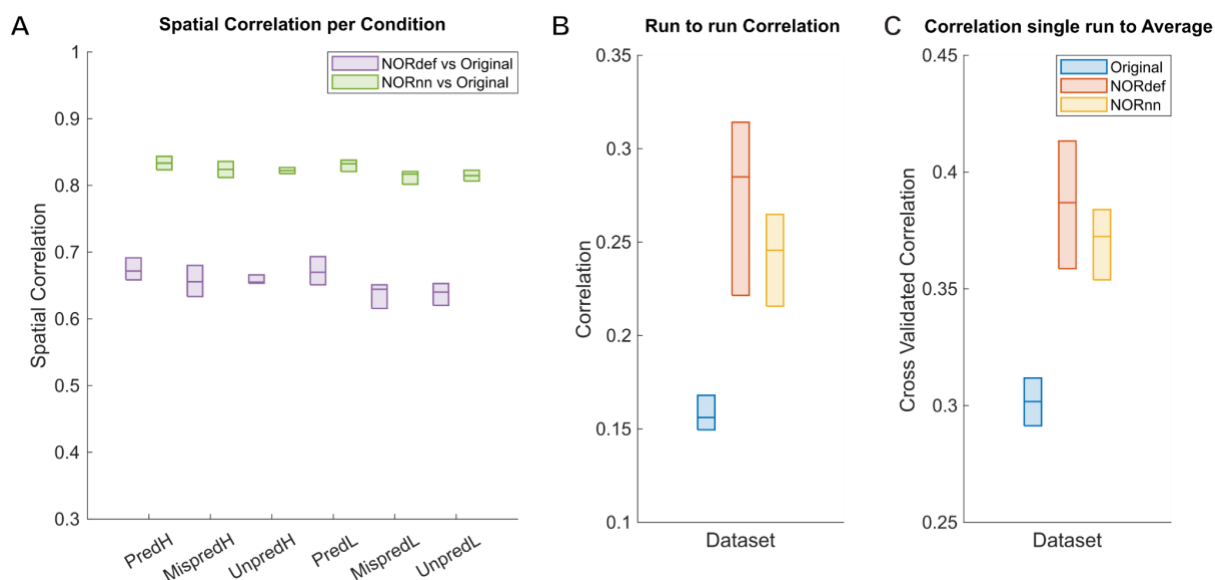 A
Spatial Correlation per Condition
NORdef vs Original
NORnn vs Original
Spatial Correlation
1
0.9
0.8
0.7
0.6
0.5
0.4
0.3
PredH
MispredH
UnpredH
PredL
MispredL
UnpredL
B
Run to run Correlation
Correlation
0.35
0.3
0.25
0.2
0.15
0.1
Dataset
C
Correlation single run to Average
Original
NORdef
NORnn
Cross Validated Correlation
0.45
0.4
0.35
0.3
0.25
Dataset